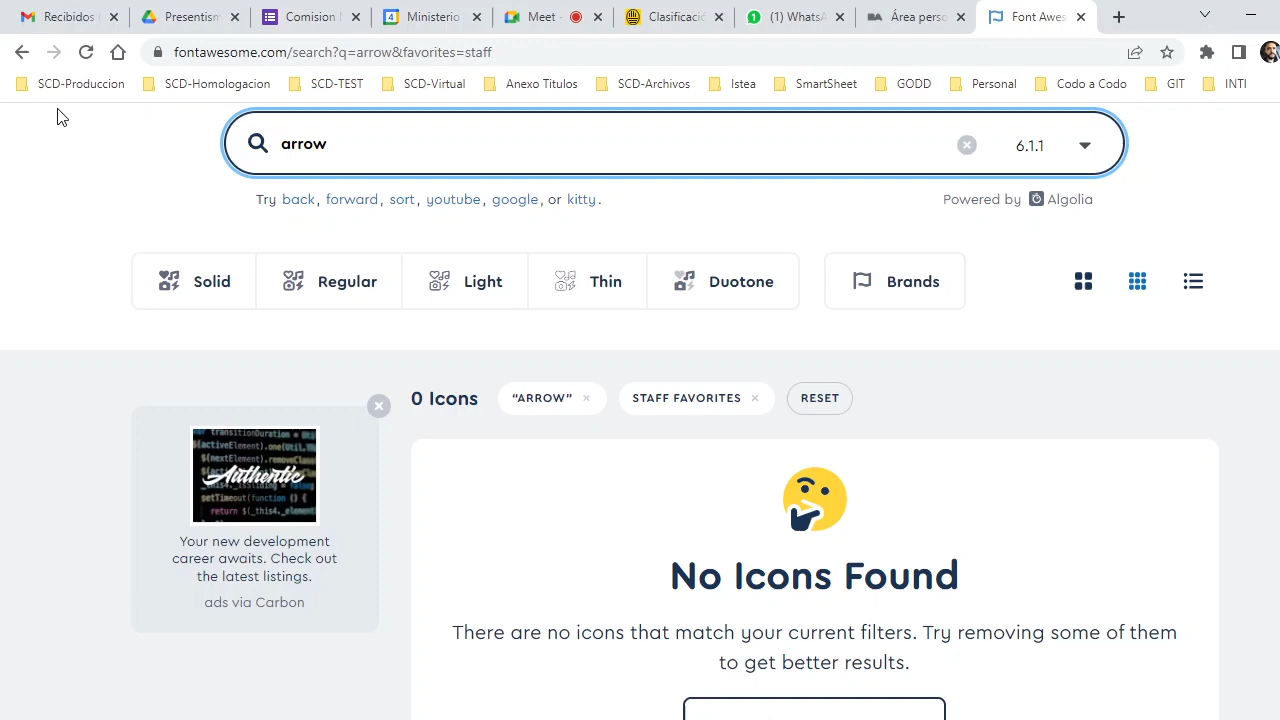 Recibidos (
Presentism
Comision M
Ministerio
Meet -
Clasificació
(1) WhatsA
Área perso
Font Awes
fontawesome.com/search?q=arrow&favorites=staff
SCD-Produccion
SCD-Homologacion
SCD-TEST
SCD-Virtual
Anexo Titulos
SCD-Archivos
Istea
SmartSheet
GODD
Personal
Codo a Codo
GIT
INTI
arrow
6.1.1
Try back, forward, sort, youtube, google, or kitty.
Powered by Algolia
Solid
Regular
Light
Thin
Duotone
Brands
0 Icons
"ARROW" ×
STAFF FAVORITES ×
RESET
Authentic
Your new development
career awaits. Check out
the latest listings.
ads via Carbon
No Icons Found
There are no icons that match your current filters. Try removing some of them
to get better results.